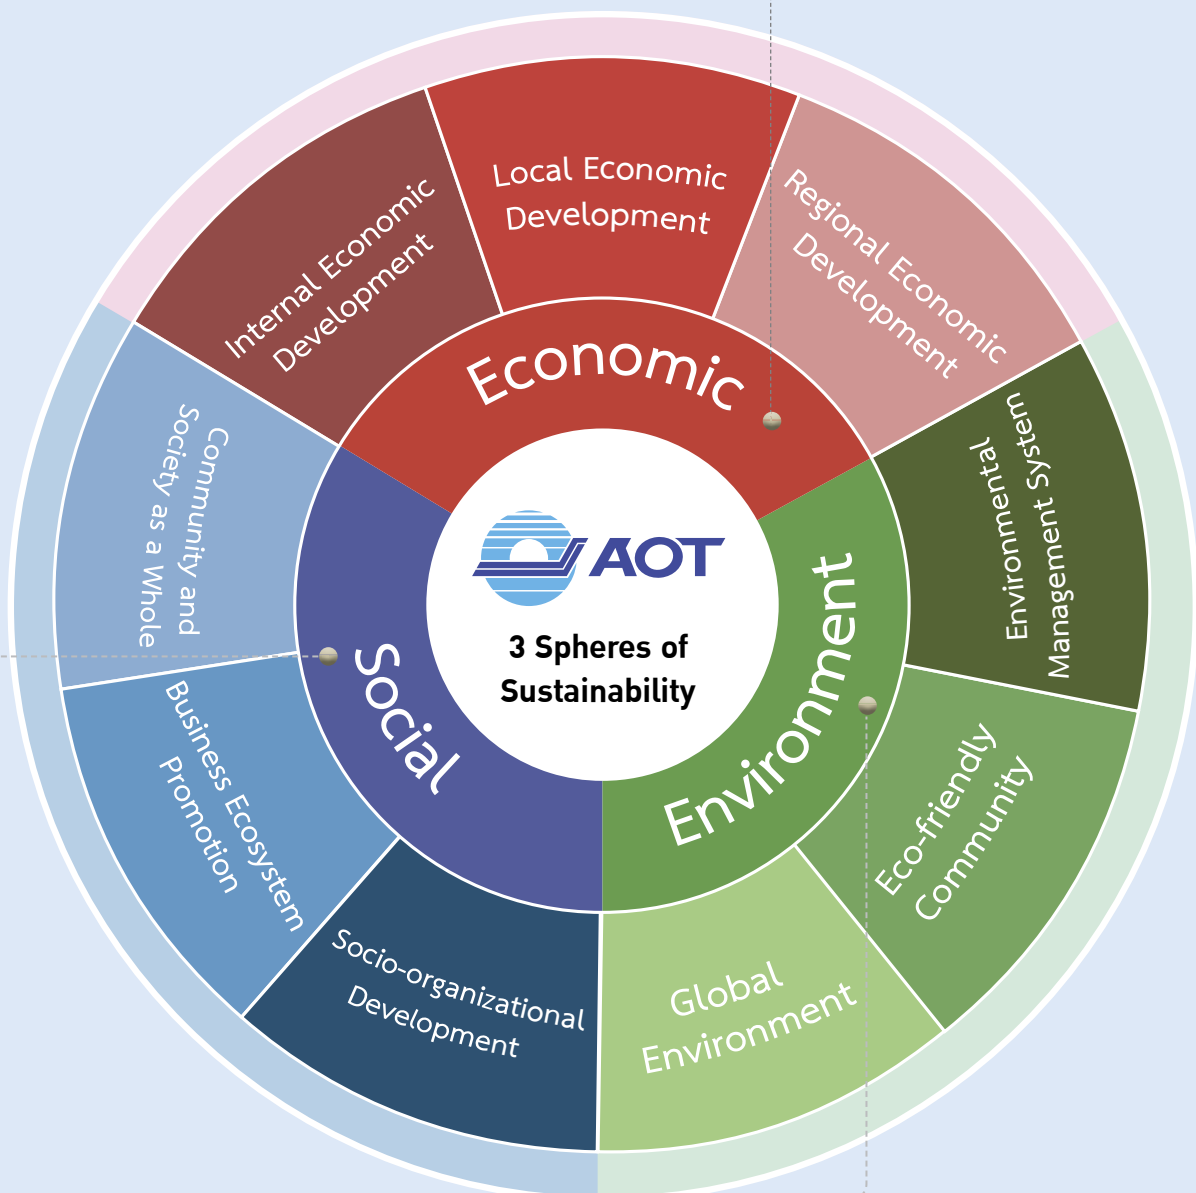 AOT
3 Spheres of
Sustainability
Economic
Internal Economic
Development
Local Economic
Development
Regional Economic
Development
Environment
Environmental
Management System
Eco-friendly
Community
Global
Environment
Social
Socio-organizational
Development
Business Ecosystem
Promotion
Community and
Society as a Whole